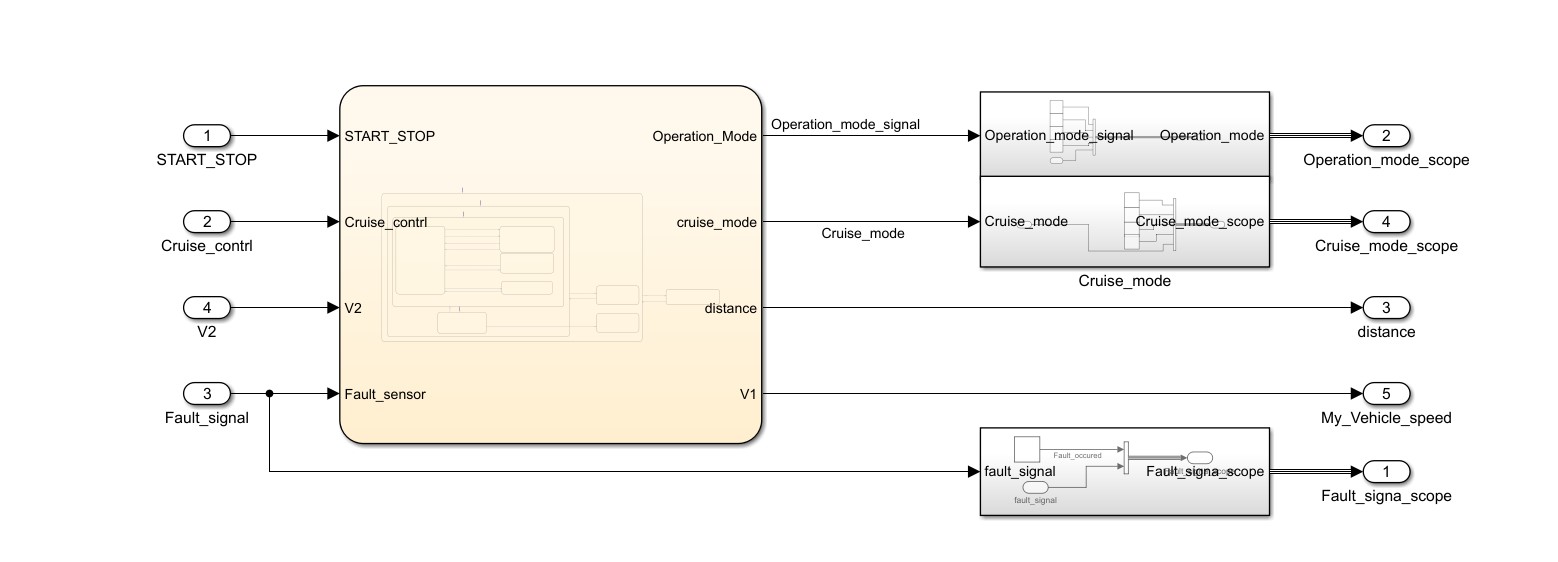 1
START_STOP
2
Cruise_contrl
4
V2
3
Fault_signal
START_STOP
Cruise_contrl
V2
Fault_sensor
Operation_Mode
cruise_mode
distance
V1
Operation_mode_signal
Cruise_mode
Operation_mode_signal
Operation_mode
Cruise_mode
Cruise_mode_scope
Cruise_mode
fault_signal
Fault_signa_scope
Fault_occured
fault_signal
2
Operation_mode_scope
4
Cruise_mode_scope
3
distance
5
My_Vehicle_speed
1
Fault_signa_scope